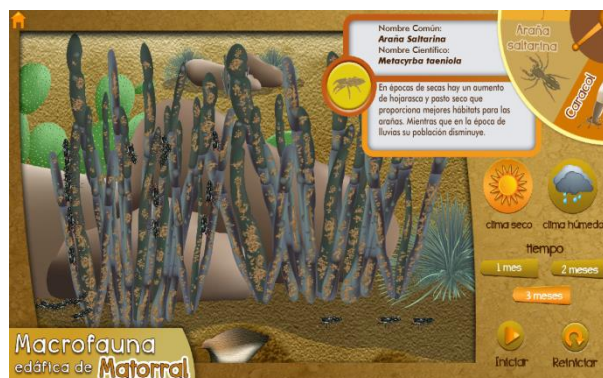 Nombre Común:
Araña Saltarina
Nombre Científico:
Metacyrba taeniola
En épocas de secas hay un aumento
de hojarasca y pasto seco que
proporciona mejores hábitats para las
arañas. Mientras que en la época de
lluvias su población disminuye.
Araña
saltarina
Caracol
clima seco
clima húmedo
tiempo
1 mes
2 meses
3 meses
Iniciar
Reiniciar
Macrofauna
edáfica de Matorral